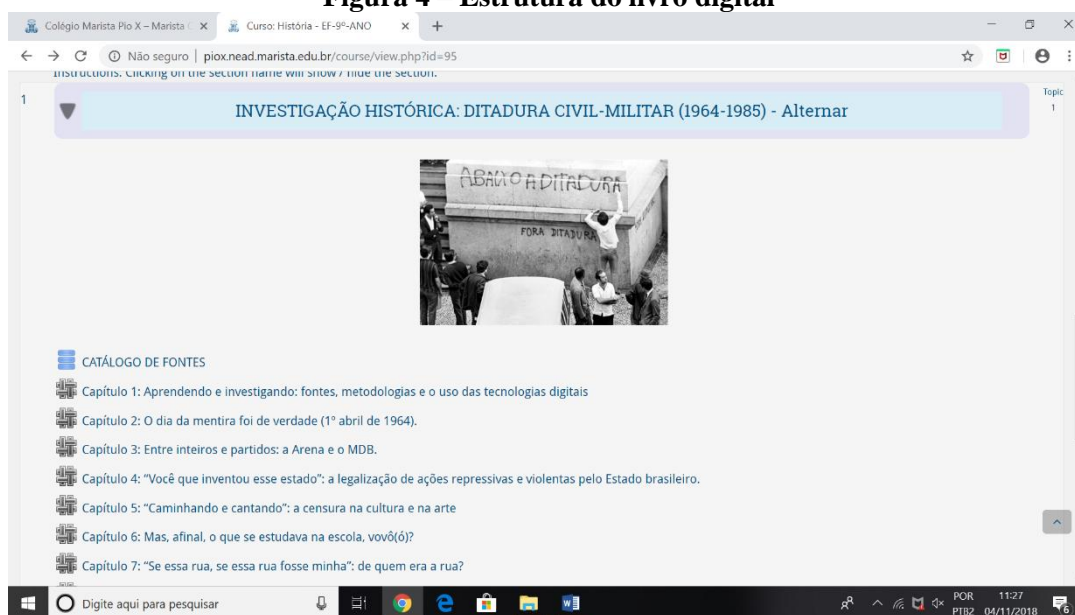 Figura 4 – Estrutura do livro digital
Colégio Marista Pio X – Marista
Curso: História - EF-9º-ANO
Não seguro | piox.nead.marista.edu.br/course/view.php?id=95
Instructions: Clicking on the section name will show / hide the section.
1
INVESTIGAÇÃO HISTÓRICA: DITADURA CIVIL-MILITAR (1964-1985) - Alternar
Topic
1
ABAIXO A DITADURA
FORA DITADURA
CATÁLOGO DE FONTES
Capítulo 1: Aprendendo e investigando: fontes, metodologias e o uso das tecnologias digitais
Capítulo 2: O dia da mentira foi de verdade (1º abril de 1964).
Capítulo 3: Entre inteiros e partidos: a Arena e o MDB.
Capítulo 4: “Você que inventou esse estado”: a legalização de ações repressivas e violentas pelo Estado brasileiro.
Capítulo 5: “Caminhando e cantando”: a censura na cultura e na arte
Capítulo 6: Mas, afinal, o que se estudava na escola, vovô(ó)?
Capítulo 7: “Se essa rua, se essa rua fosse minha”: de quem era a rua?
Digite aqui para pesquisar
POR
PTB2
11:27
04/11/2018
6